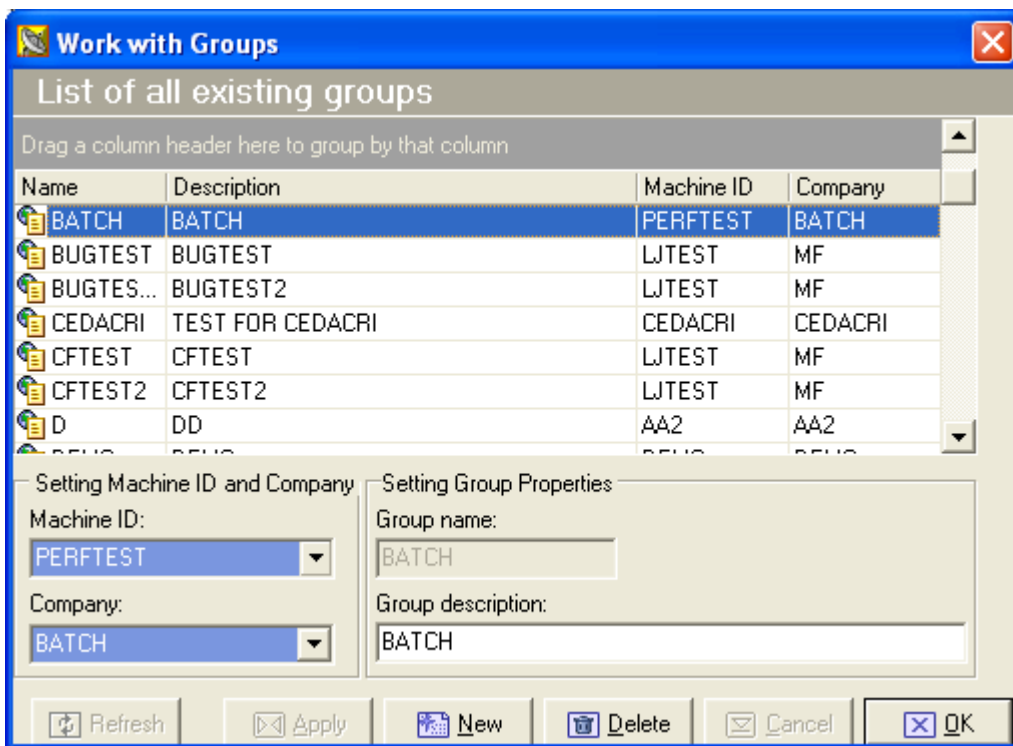 Work with Groups
List of all existing groups
Drag a column header here to group by that column
Name Description Machine ID Company
BATCH BATCH PERFTEST BATCH
BUGTEST BUGTEST LJTEST MF
BUGTES... BUGTEST2 LJTEST MF
CEDACRI TEST FOR CEDACRI CEDACRI CEDACRI
CFTEST CFTEST LJTEST MF
CFTEST2 CFTEST2 LJTEST MF
D DD AA2 AA2
Setting Machine ID and Company Setting Group Properties
Machine ID: Group name:
PERFTEST BATCH
Company: Group description:
BATCH BATCH
Refresh Apply New Delete Cancel OK